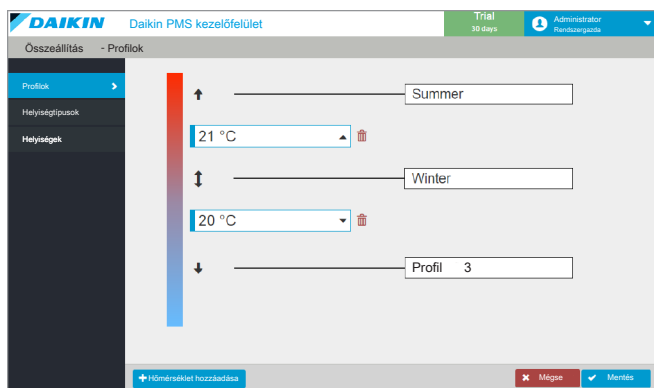 DAIKIN
Daikin PMS kezelőfelület
Trial
30 days
Administrator
Rendszergazda
Összeállítás - Profilok
Profilok
Helyiségtípusok
Helyiségek
Summer
21 °C
Winter
20 °C
Profil 3
Hőmérséklet hozzáadása
Mégse
Mentés